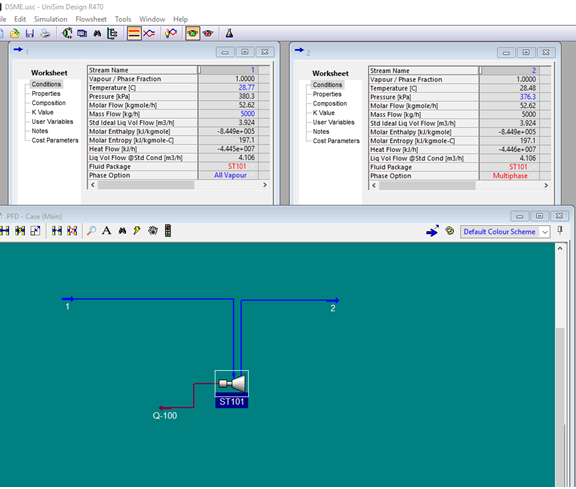 DSME.usc - UniSim Design R470
Edit Simulation Flowsheet Tools Window Help
1
Worksheet
Conditions
Properties
Composition
K Value
User Variables
Notes
Cost Parameters
Stream Name 1
Vapour / Phase Fraction 1.0000
Temperature [C] 28.77
Pressure [kPa] 380.3
Molar Flow [kgmole/h] 52.62
Mass Flow [kg/h] 5000
Std Ideal Liq Vol Flow [m3/h] 3.924
Molar Enthalpy [kJ/kgmole] -8.449e+005
Molar Entropy [kJ/kgmole-C] 197.1
Heat Flow [kJ/h] -4.445e+007
Liq Vol Flow @Std Cond [m3/h] 4.106
Fluid Package ST101
Phase Option All Vapour
2
Worksheet
Conditions
Properties
Composition
K Value
User Variables
Notes
Cost Parameters
Stream Name 2
Vapour / Phase Fraction 1.0000
Temperature [C] 28.48
Pressure [kPa] 376.3
Molar Flow [kgmole/h] 52.62
Mass Flow [kg/h] 5000
Std Ideal Liq Vol Flow [m3/h] 3.924
Molar Enthalpy [kJ/kgmole] -8.449e+005
Molar Entropy [kJ/kgmole-C] 197.1
Heat Flow [kJ/h] -4.445e+007
Liq Vol Flow @Std Cond [m3/h] 4.106
Fluid Package ST101
Phase Option Multiphase
PFD - Case (Main)
A
Default Colour Scheme
1
2
ST101
Q-100